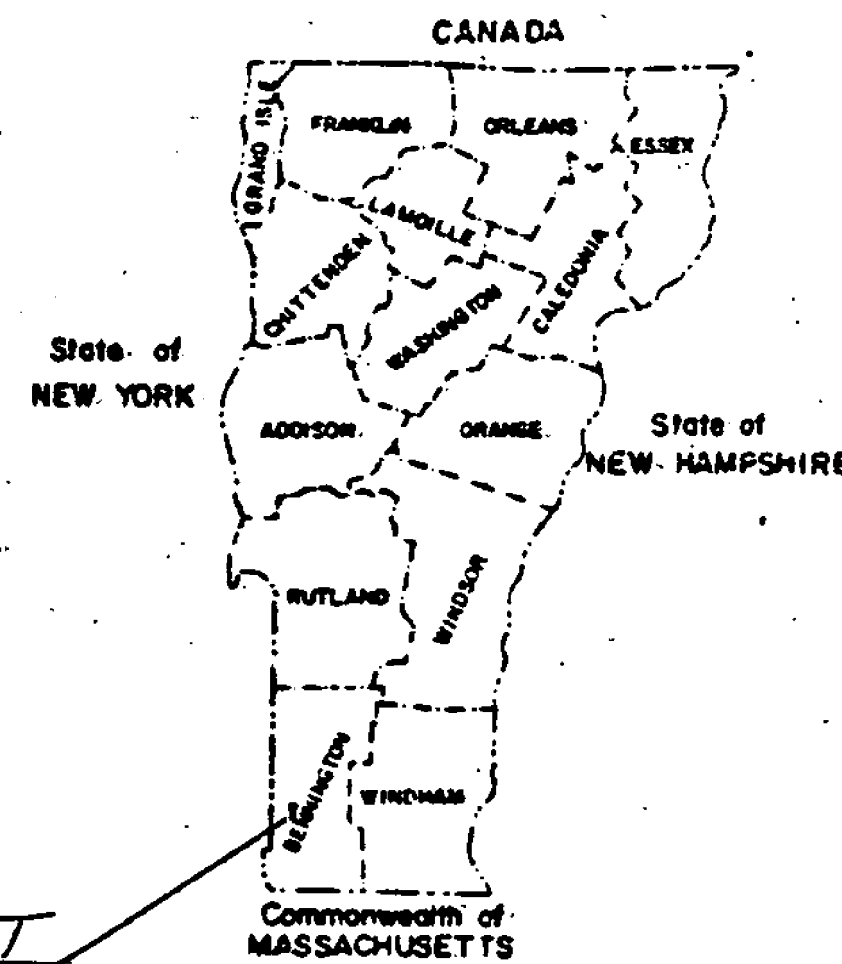 CANADA
GRAND ISLE
FRANKLIN
ORLEANS
ESSEX
LAMOILLE
CHITTENDEN
WASHINGTON
CALEDONIA
State of
NEW YORK
ADDISON
ORANGE
State of
NEW HAMPSHIRE
RUTLAND
WINDSOR
BENNINGTON
WINDHAM
Commonwealth of
MASSACHUSETTS